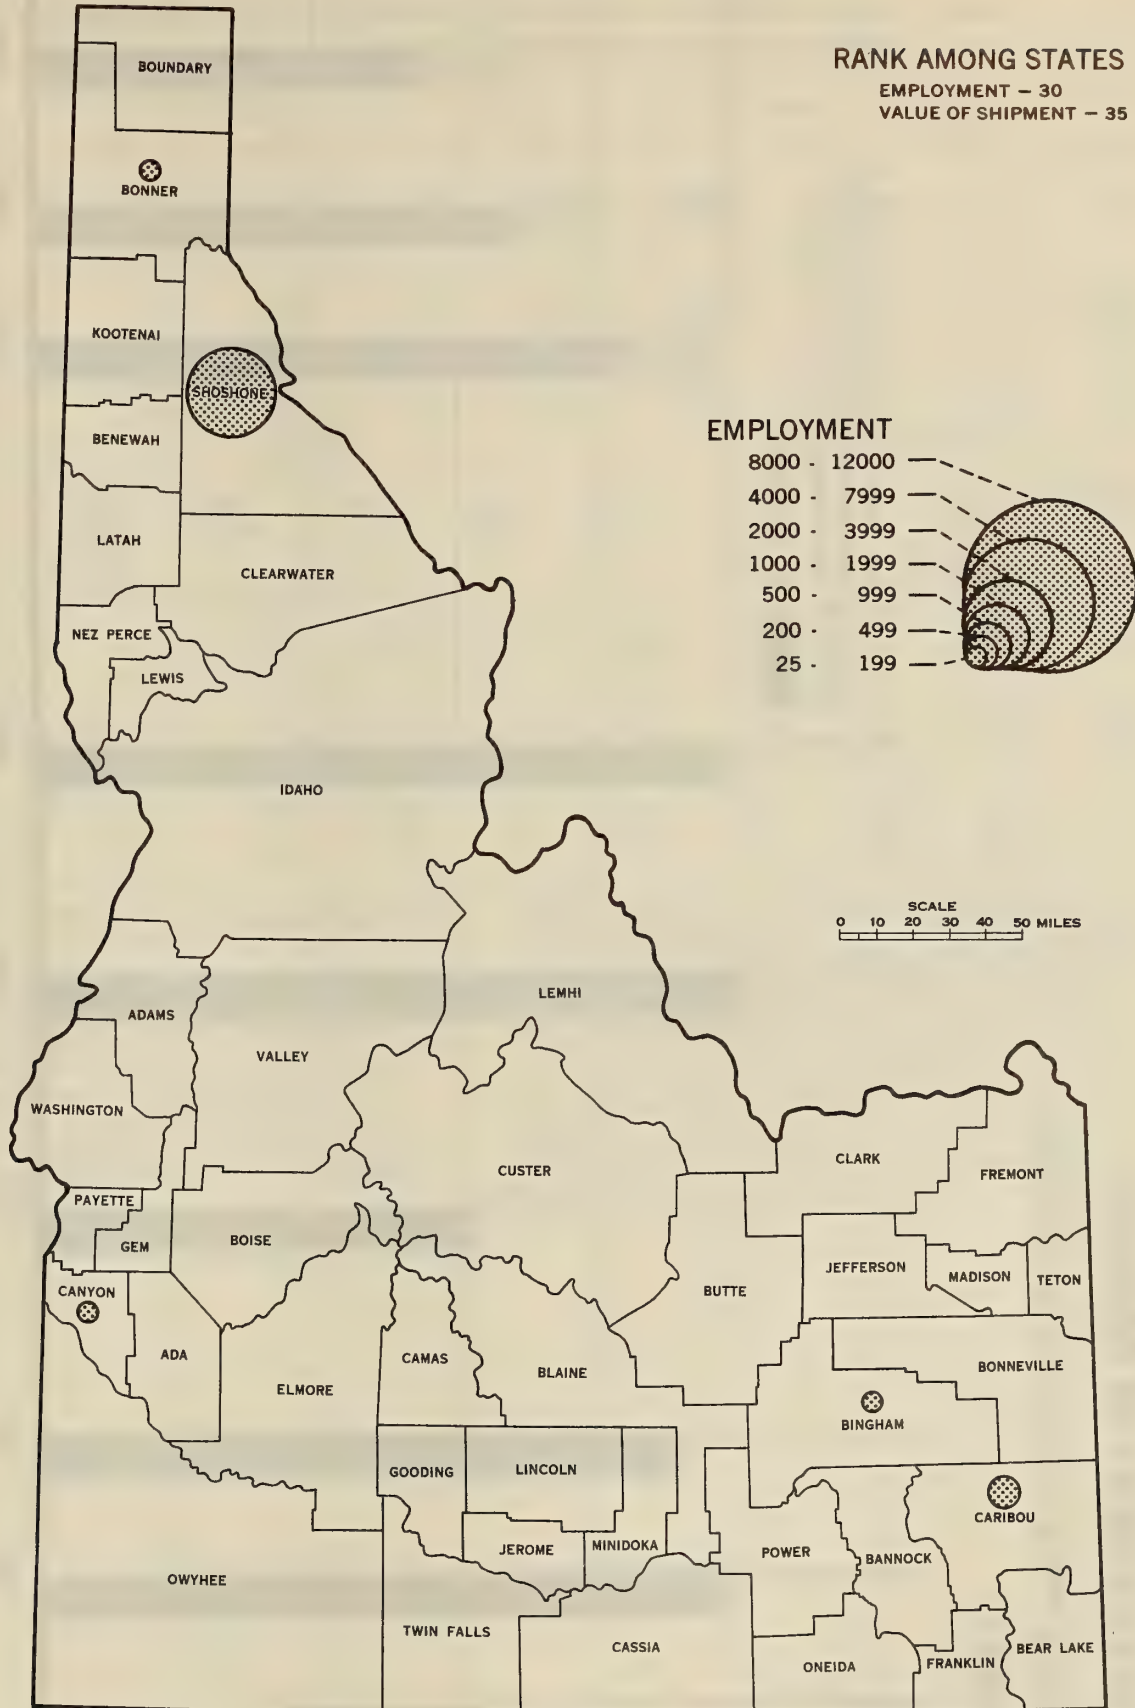 RANK AMONG STATES
EMPLOYMENT – 30
VALUE OF SHIPMENT – 35
BOUNDARY
BONNER
KOOTENAI
SHOSHONE
BENEWAH
LATAH
CLEARWATER
NEZ PERCE
LEWIS
IDAHO
EMPLOYMENT
8000 - 12000
4000 - 7999
2000 - 3999
1000 - 1999
500 - 999
200 - 499
25 - 199
SCALE
0 10 20 30 40 50 MILES
LEMHI
ADAMS
VALLEY
WASHINGTON
CUSTER
CLARK
FREMONT
PAYETTE
GEM
BOISE
JEFFERSON
MADISON
TETON
CANYON
BUTTE
ADA
CAMAS
BLAINE
BONNEVILLE
ELMORE
BINGHAM
GOODING
LINCOLN
CARIBOU
JEROME
MINIDOKA
POWER
BANNOCK
OWYHEE
TWIN FALLS
CASSIA
ONEIDA
FRANKLIN
BEAR LAKE